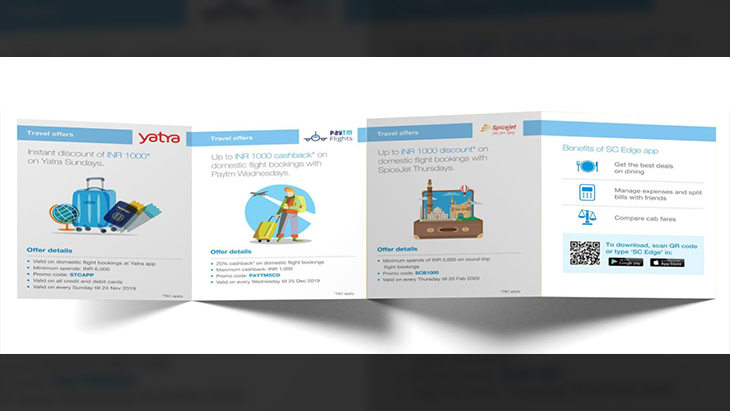 Travel offers
yatra
Instant discount of INR 1000*
on Yatra Sundays.
Offer details
• Valid on domestic flight bookings at Yatra app
• Minimum spends: INR 6,000
• Promo code: STCAPP
• Valid on all credit and debit cards
• Valid on every Sunday till 24 Nov 2019
*T&C apply.
Travel offers
Paytm
Flights
Up to INR 1000 cashback* on
domestic flight bookings with
Paytm Wednesdays.
Offer details
• 20% cashback* on domestic flight bookings
• Maximum cashback: INR 1,000
• Promo code: PAYTMSCD
• Valid on every Wednesday till 25 Dec 2019
*T&C apply.
Travel offers
SpiceJet
Up to INR 1000 discount* on
domestic flight bookings with
SpiceJet Thursdays.
Offer details
• Minimum spends of INR 5,000 on round-trip
flight bookings
• Promo code: SCB1000
• Valid on every Thursday till 20 Feb 2020
*T&C apply.
Benefits of SC Edge app
Get the best deals
on dining
Manage expenses and split
bills with friends
Compare cab fares
To download, scan QR code
or type 'SC Edge' in:
Google play
App Store